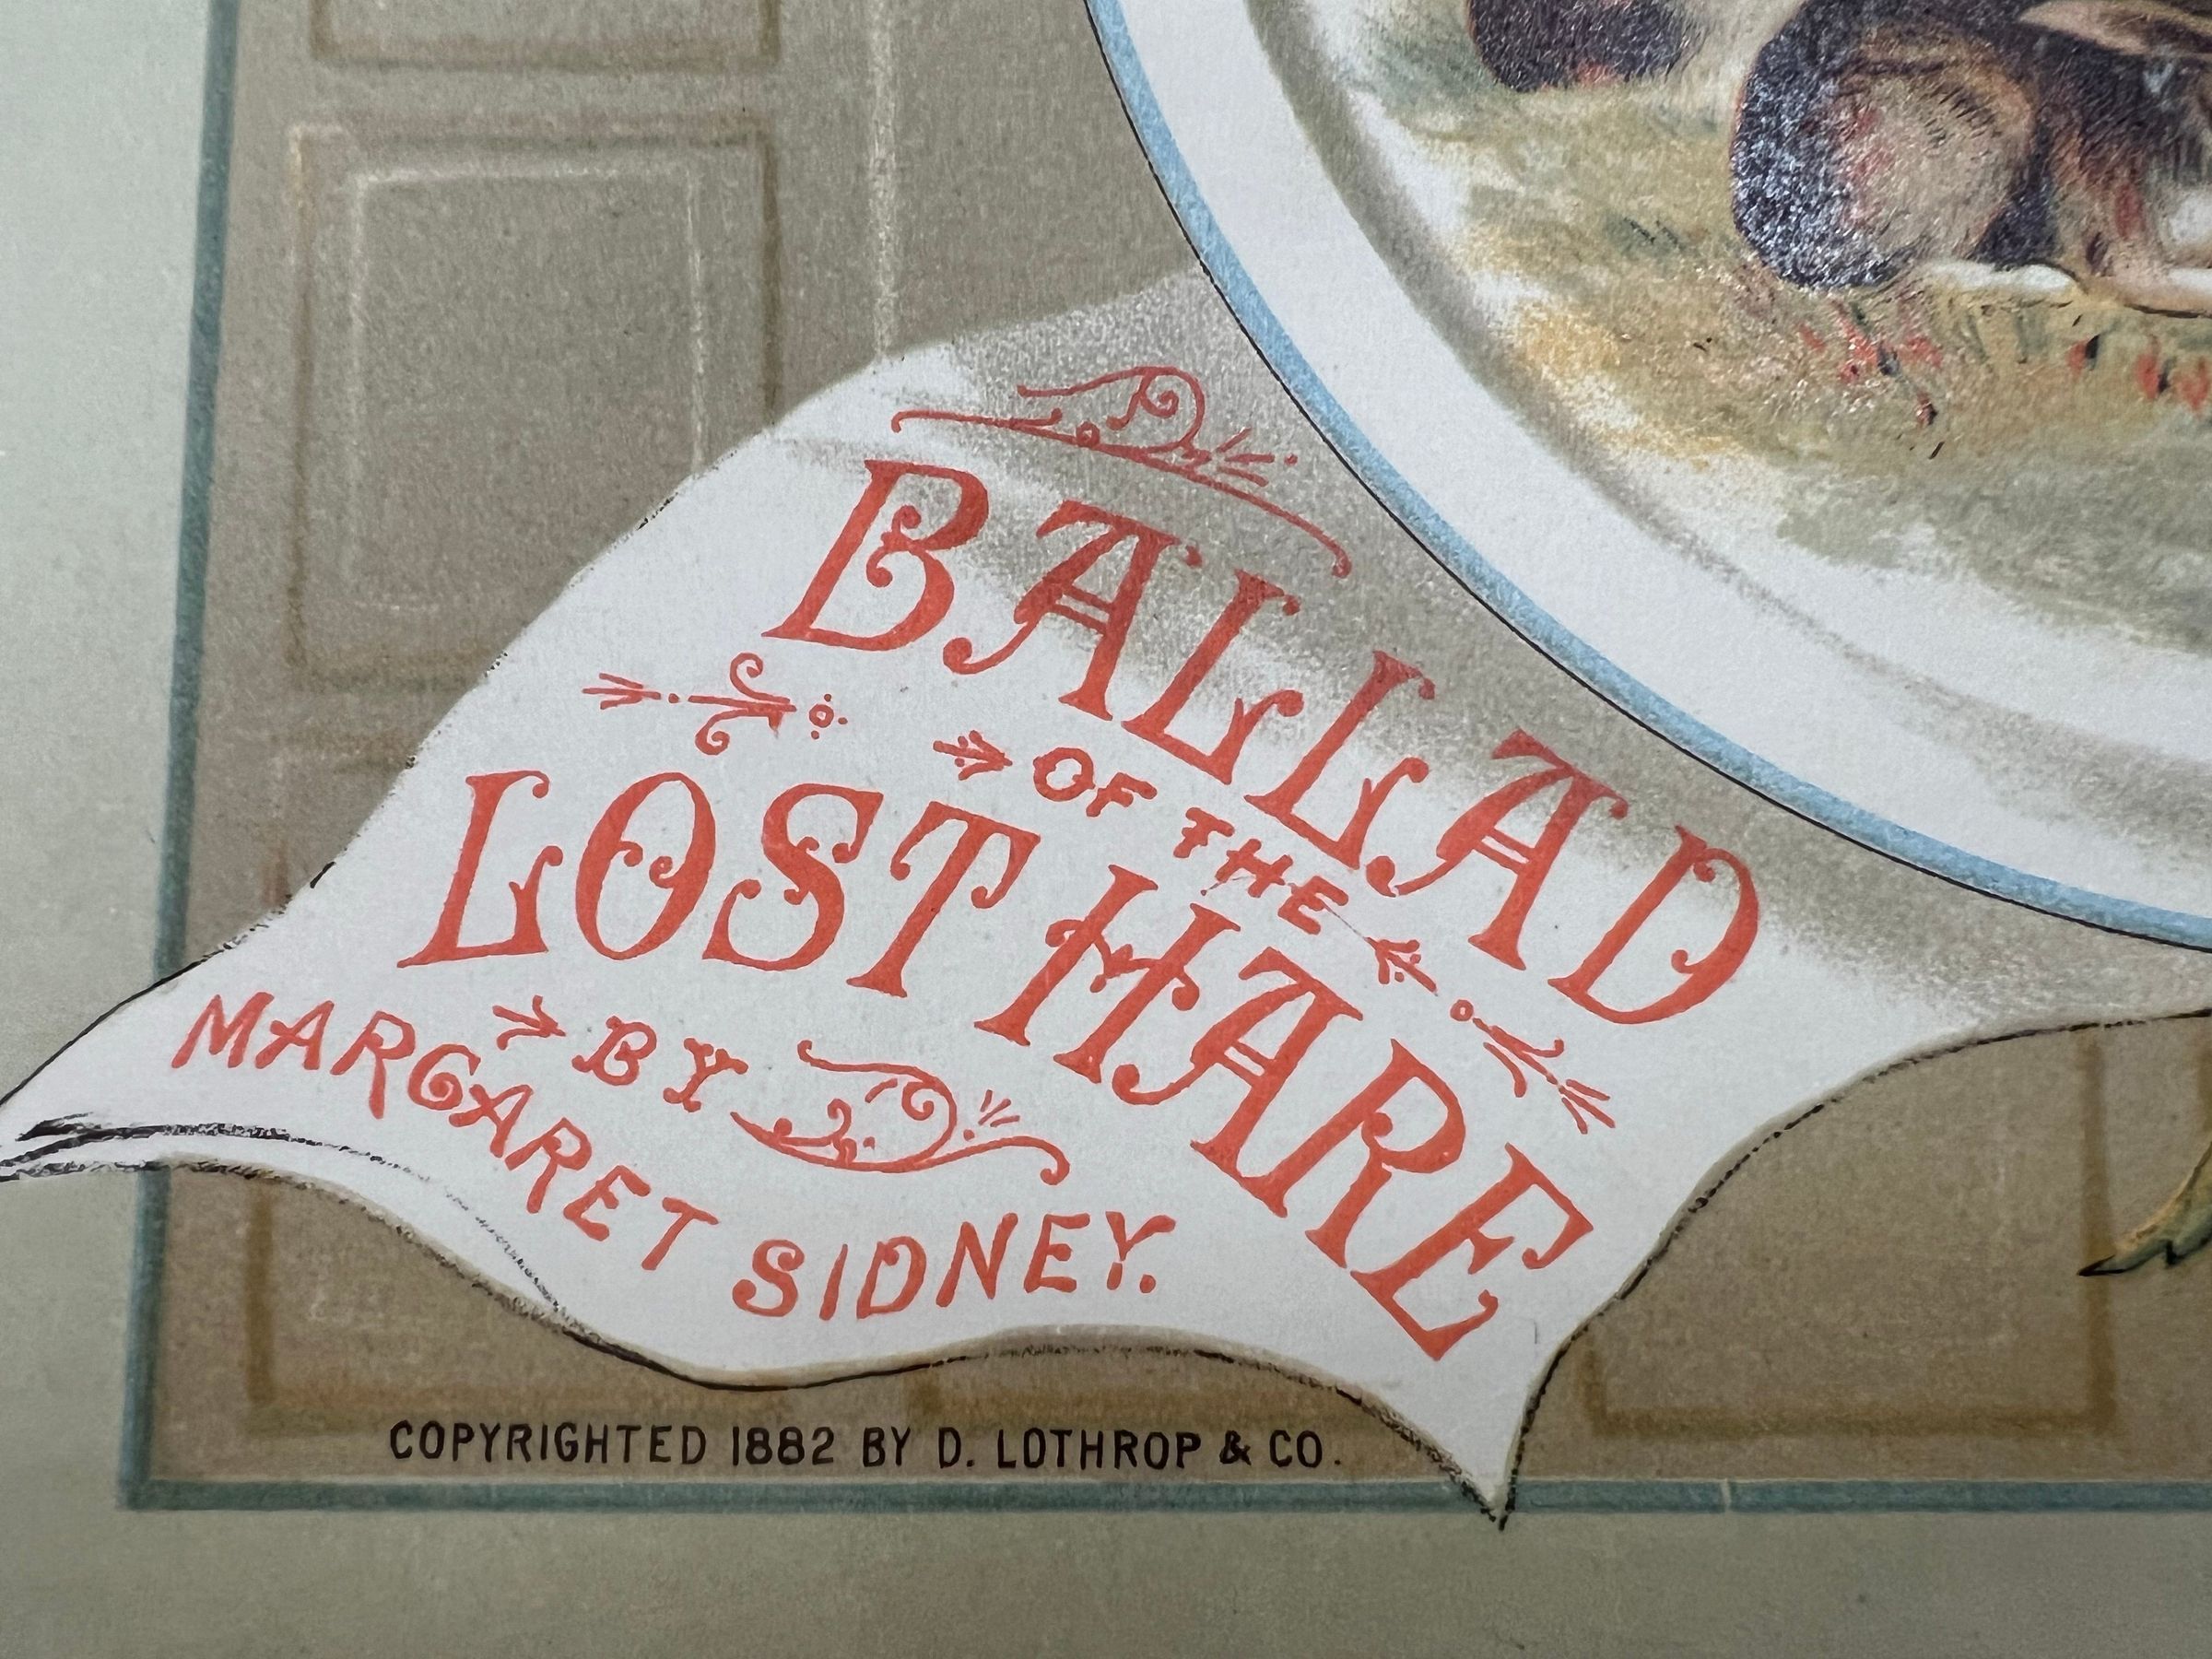 BALLAD
OF THE
LOST HARE
BY
MARGARET SIDNEY.
COPYRIGHTED 1882 BY D. LOTHROP & CO.